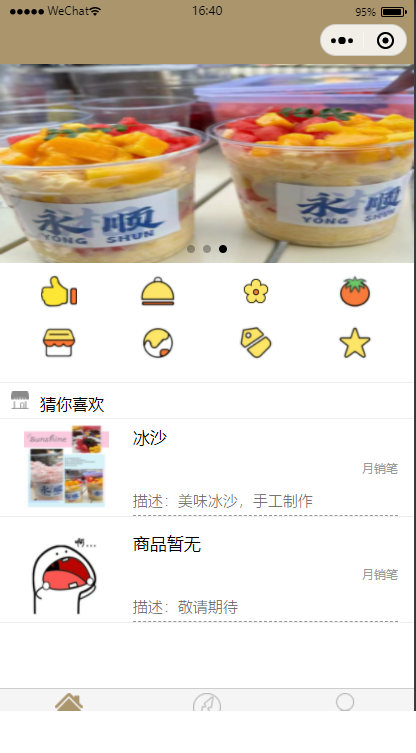 WeChat 16:40 95%
永顺 永顺
YONG SHUN YONG SHUN
猜你喜欢
sunshine
冰沙
月销笔
描述：美味冰沙，手工制作
啊...
商品暂无
月销笔
描述：敬请期待